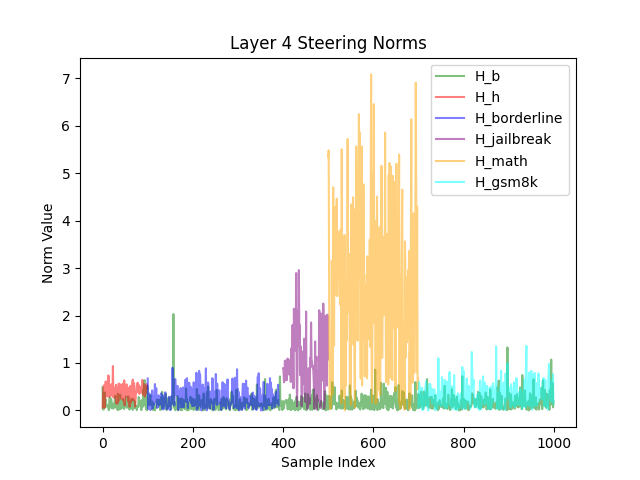 Layer 4 Steering Norms
H_b
H_h
H_borderline
H_jailbreak
H_math
H_gsm8k
Norm Value
7
6
5
4
3
2
1
0
0
200
400
600
800
1000
Sample Index